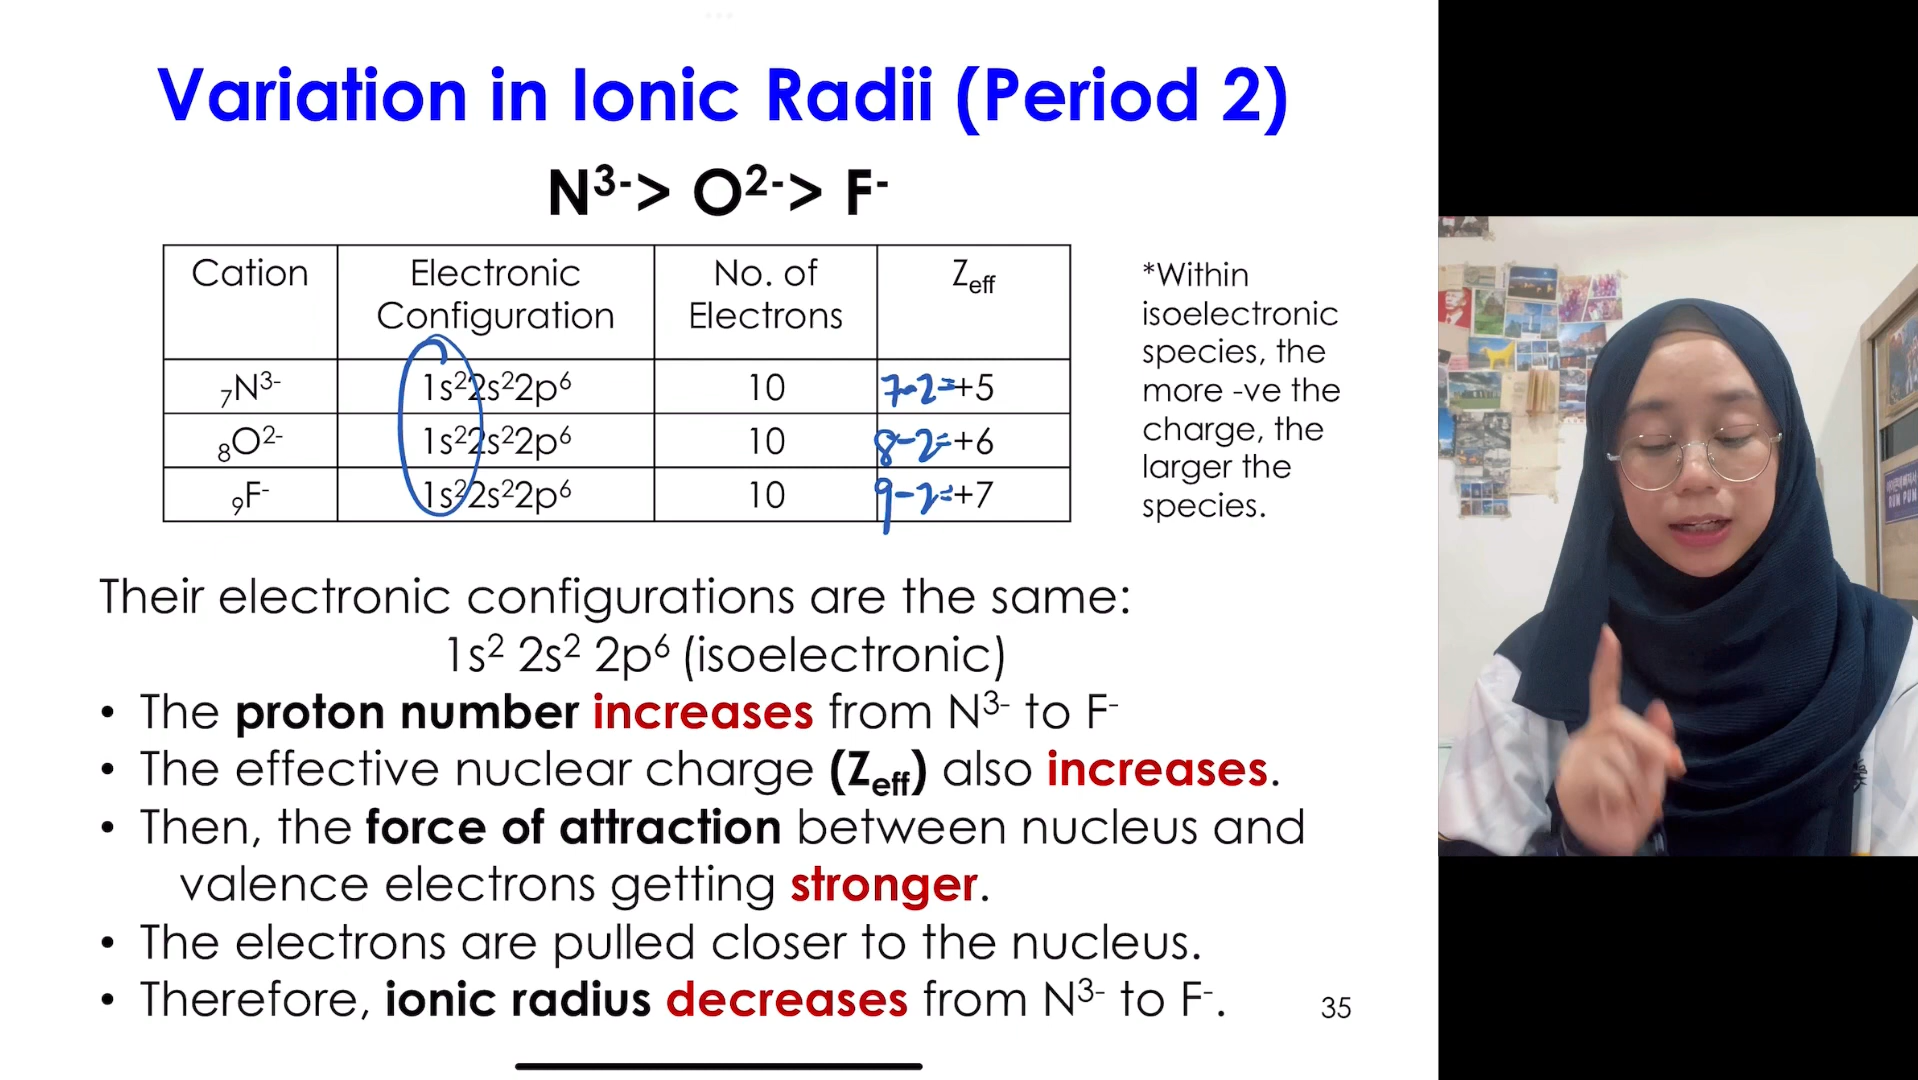 Variation in Ionic Radii (Period 2)
N³⁻> O²⁻> F⁻
Cation | Electronic Configuration | No. of Electrons | Zeff
₇N³⁻ | 1s²2s²2p⁶ | 10 | 7-2=+5
₈O²⁻ | 1s²2s²2p⁶ | 10 | 8-2=+6
₉F⁻ | 1s²2s²2p⁶ | 10 | 9-2=+7
*Within
isoelectronic
species, the
more -ve the
charge, the
larger the
species.
Their electronic configurations are the same:
1s² 2s² 2p⁶ (isoelectronic)
• The proton number increases from N³⁻ to F⁻
• The effective nuclear charge (Zeff) also increases.
• Then, the force of attraction between nucleus and
valence electrons getting stronger.
• The electrons are pulled closer to the nucleus.
• Therefore, ionic radius decreases from N³⁻ to F⁻.
35